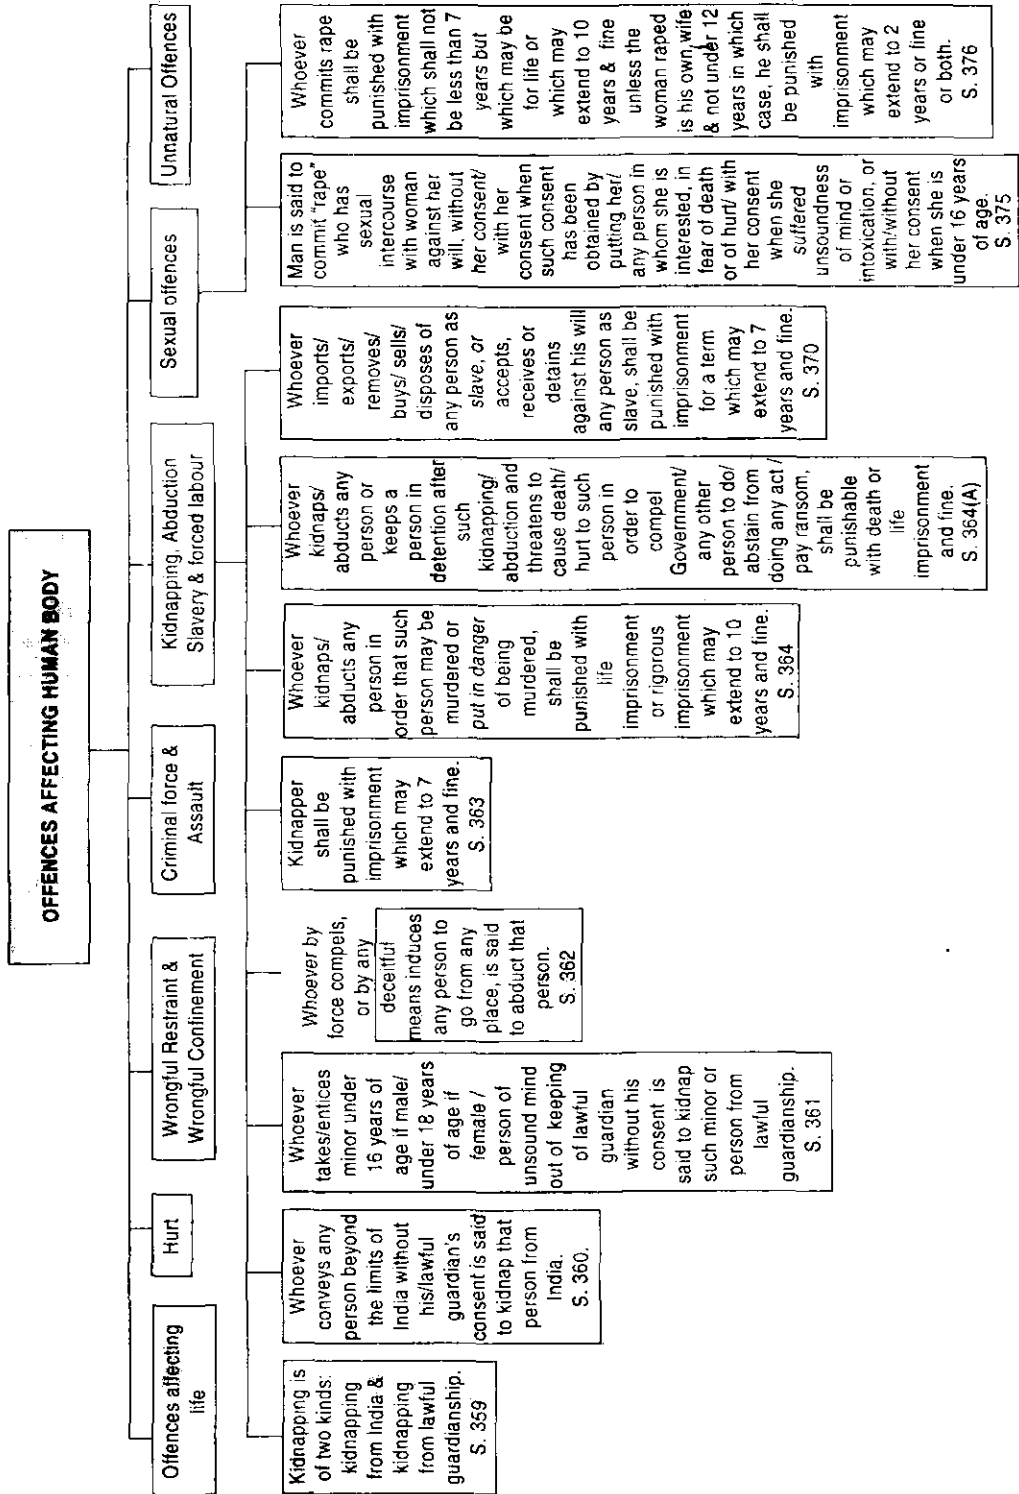 OFFENCES AFFECTING HUMAN BODY
Offences affecting
life
Hurt
Wrongful Restraint &
Wrongful Confinement
Criminal force &
Assault
Kidnapping, Abduction
Slavery & forced labour
Sexual offences
Unnatural Offences
Kidnapping is
of two kinds:
kidnapping
from India &
kidnapping
from lawful
guardianship.
S. 359
Whoever
conveys any
person beyond
the limits of
India without
his/lawful
guardian's
consent is said
to kidnap that
person from
India.
S. 360.
Whoever
takes/entices
minor under
16 years of
age if male/
under 18 years
of age if
female /
person of
unsound mind
out of keeping
of lawful
guardian
without his
consent is
said to kidnap
such minor or
person from
lawful
guardianship.
S. 361
Whoever by
force compels,
or by any
deceitful
means induces
any person to
go from any
place, is said
to abduct that
person.
S. 362
Kidnapper
shall be
punished with
imprisonment
which may
extend to 7
years and fine.
S. 363
Whoever
kidnaps/
abducts any
person in
order that such
person may be
murdered or
put in danger
of being
murdered,
shall be
punished with
life
imprisonment
or rigorous
imprisonment
which may
extend to 10
years and fine.
S. 364
Whoever
kidnaps/
abducts any
person or
keeps a
person in
detention after
such
kidnapping/
abduction and
threatens to
cause death/
hurt to such
person in
order to
compel
Government/
any other
person to do/
abstain from
doing any act /
pay ransom,
shall be
punishable
with death or
life
imprisonment
and fine.
S. 364(A)
Whoever
imports/
exports/
removes/
buys/ sells/
disposes of
any person as
slave, or
accepts,
receives or
detains
against his will
any person as
slave, shall be
punished with
imprisonment
for a term
which may
extend to 7
years and fine.
S. 370
Man is said to
commit "rape"
who has
sexual
intercourse
with woman
against her
will, without
her consent/
with her
consent when
such consent
has been
obtained by
putting her/
any person in
whom she is
interested, in
fear of death
or of hurt/ with
her consent
when she
suffered
unsoundness
of mind or
intoxication, or
with/without
her consent
when she is
under 16 years
of age.
S. 375
Whoever
commits rape
shall be
punished with
imprisonment
which shall not
be less than 7
years but
which may be
for life or
which may
extend to 10
years & fine
unless the
woman raped
is his own wife
& not under 12
years in which
case, he shall
be punished
with
imprisonment
which may
extend to 2
years or fine
or both.
S. 376